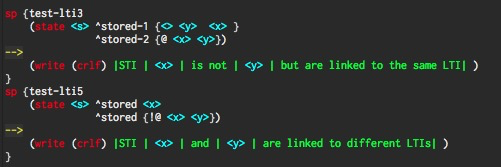 sp {test-lti3
(state <s> ^stored-1 {<> <y> <x> }
^stored-2 {@ <x> <y>})
-->
(write (crlf) |STI | <x> | is not | <y> | but are linked to the same LTI| )
}
sp {test-lti5
(state <s> ^stored <x>
^stored {!@ <x> <y>})
-->
(write (crlf) |STI | <x> | and | <y> | are linked to different LTIs| )
}